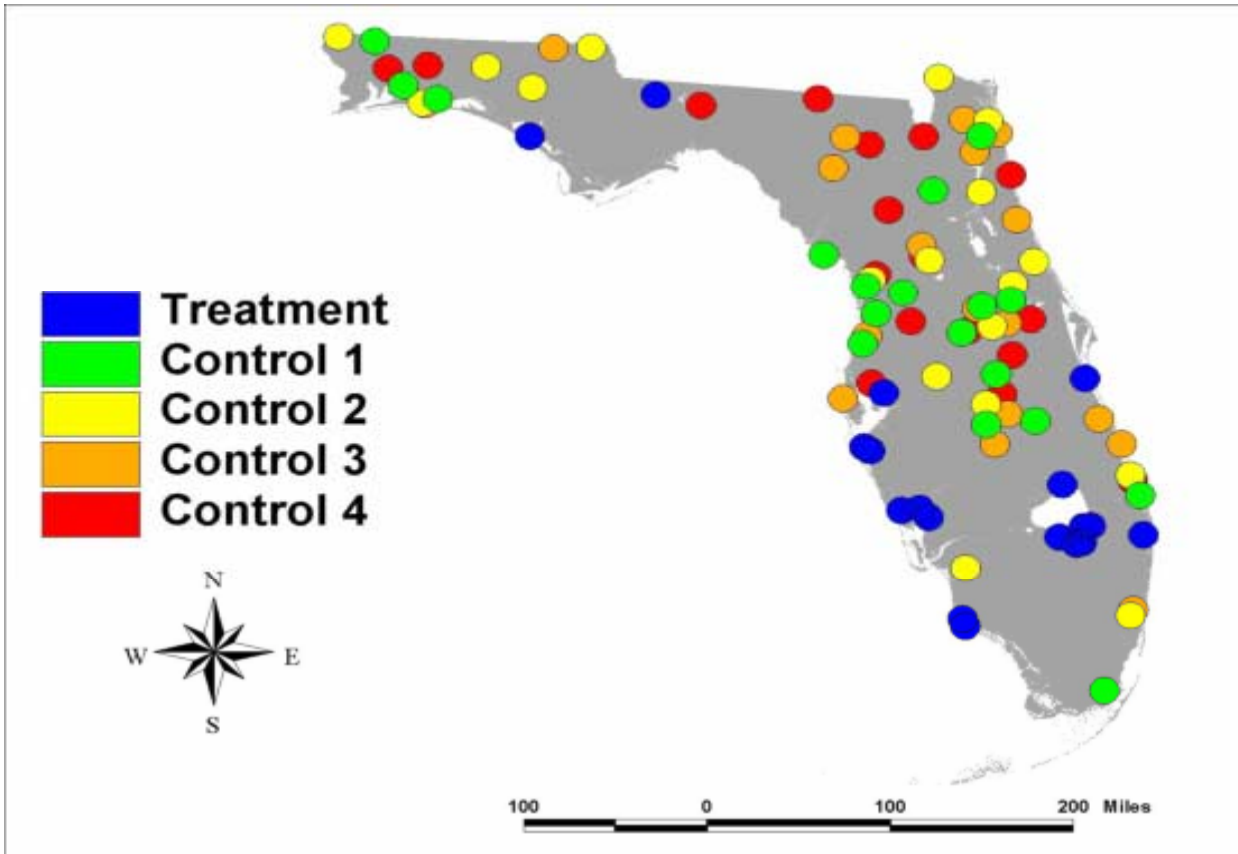 Treatment
Control 1
Control 2
Control 3
Control 4
N
W E
S
100 0 100 200 Miles